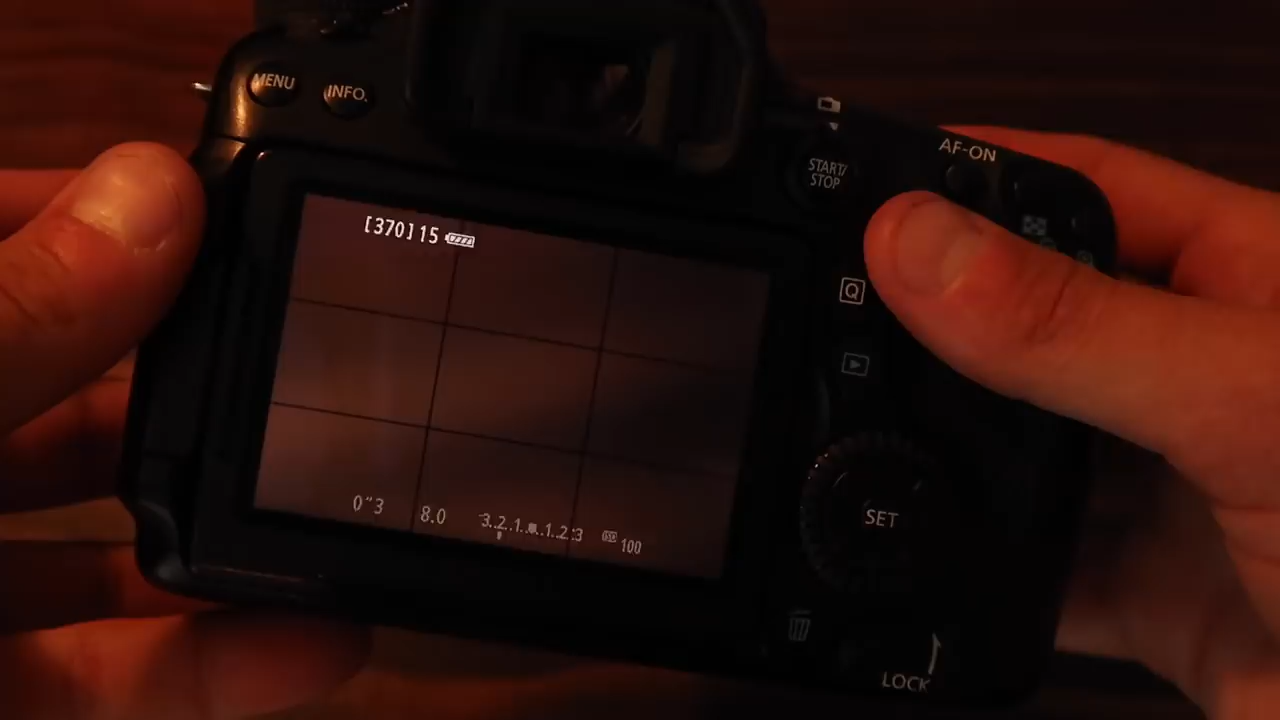 MENU
INFO.
AF-ON
START/
STOP
[370] 15
Q
0"3 8.0 3..2..1..▪..1..2..3 ISO 100
SET
LOCK